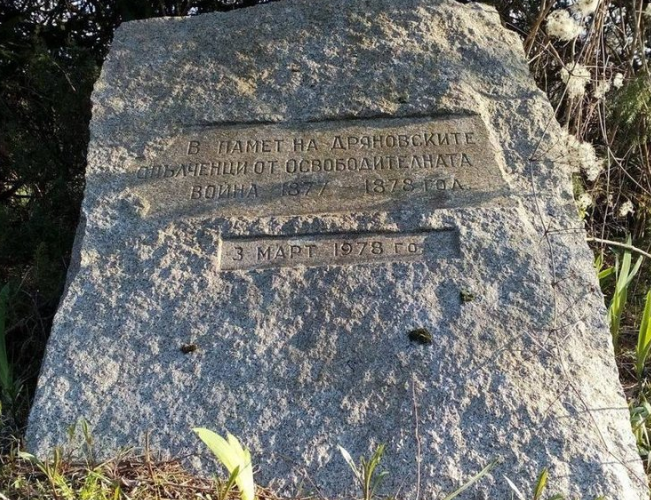 В ПАМЕТ НА ДРЯНОВСКИТЕ
ОПЪЛЧЕНЦИ ОТ ОСВОБОДИТЕЛНАТА
ВОЙНА 1877 1878 ГОД.
3 МАРТ 1978 ГО